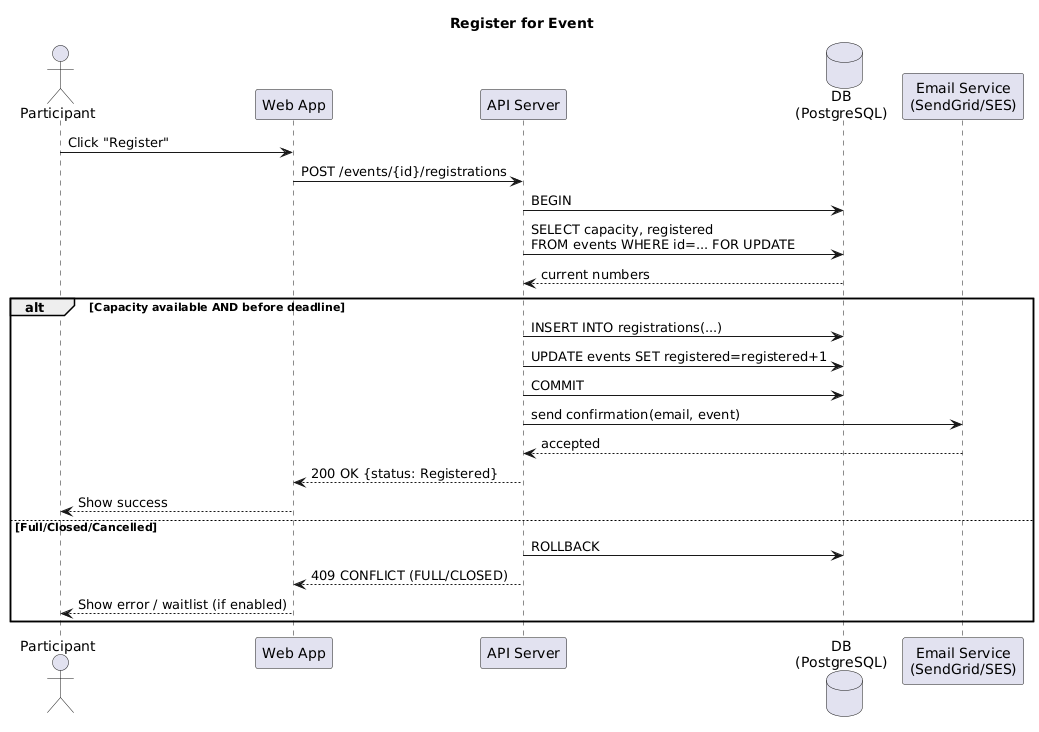 Register for Event
Participant
Web App
API Server
DB
(PostgreSQL)
Email Service
(SendGrid/SES)
Click "Register"
POST /events/{id}/registrations
BEGIN
SELECT capacity, registered
FROM events WHERE id=... FOR UPDATE
current numbers
alt
[Capacity available AND before deadline]
INSERT INTO registrations(...)
UPDATE events SET registered=registered+1
COMMIT
send confirmation(email, event)
accepted
200 OK {status: Registered}
Show success
[Full/Closed/Cancelled]
ROLLBACK
409 CONFLICT (FULL/CLOSED)
Show error / waitlist (if enabled)
Participant
Web App
API Server
DB
(PostgreSQL)
Email Service
(SendGrid/SES)